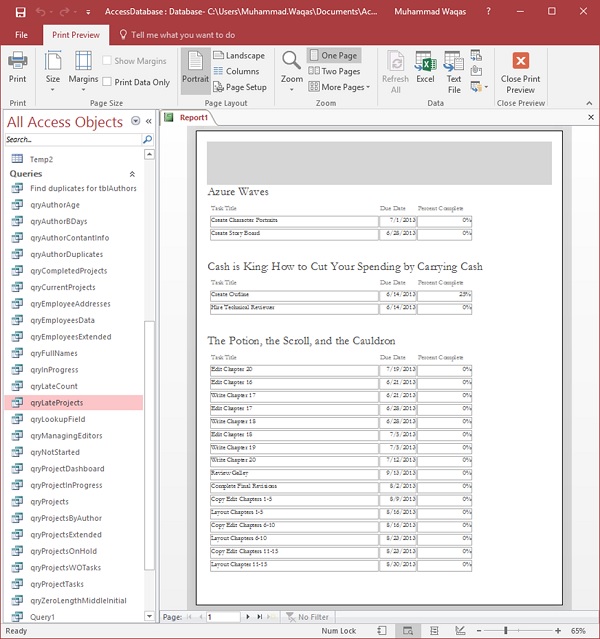 AccessDatabase : Database- C:\Users\Muhammad.Waqas\Documents\Ac... Muhammad Waqas
File Print Preview Tell me what you want to do
Print Size Margins Show Margins Print Data Only Portrait Landscape Columns Page Setup Zoom One Page Two Pages More Pages Refresh All Excel Text File Close Print Preview
Print Page Size Page Layout Zoom Data Close Preview
All Access Objects
Search...
Temp2
Queries
Find duplicates for tblAuthors
qryAuthorAge
qryAuthorBDays
qryAuthorContantInfo
qryAuthorDuplicates
qryCompletedProjects
qryCurrentProjects
qryEmployeeAddresses
qryEmployeesData
qryEmployeesExtended
qryFullNames
qryInProgress
qryLateCount
qryLateProjects
qryLookupField
qryManagingEditors
qryNotStarted
qryProjectDashboard
qryProjectInProgress
qryProjects
qryProjectsByAuthor
qryProjectsExtended
qryProjectsOnHold
qryProjectsWOTasks
qryProjectTasks
qryZeroLengthMiddleInitial
Query1
Report1
Azure Waves
Task Title Due Date Percent Complete
Create Character Portraits 7/1/2013 0%
Create Story Board 6/28/2013 0%
Cash is King: How to Cut Your Spending by Carrying Cash
Task Title Due Date Percent Complete
Create Outline 6/14/2013 25%
Hire Technical Reviewer 6/14/2013 0%
The Potion, the Scroll, and the Cauldron
Task Title Due Date Percent Complete
Edit Chapter 20 7/19/2013 0%
Edit Chapter 16 6/21/2013 0%
Write Chapter 17 6/21/2013 0%
Edit Chapter 17 6/28/2013 0%
Write Chapter 18 6/28/2013 0%
Edit Chapter 18 7/5/2013 0%
Write Chapter 19 7/5/2013 0%
Write Chapter 20 7/12/2013 0%
Review Galley 9/13/2013 0%
Complete Final Revisions 8/2/2013 0%
Copy Edit Chapters 1-5 8/9/2013 0%
Layout Chapters 1-5 8/16/2013 0%
Copy Edit Chapters 6-10 8/16/2013 0%
Layout Chapters 6-10 8/23/2013 0%
Copy Edit Chapters 11-15 8/23/2013 0%
Layout Chapter 11-15 8/30/2013 0%
Page: 1 No Filter
Ready Num Lock 65%